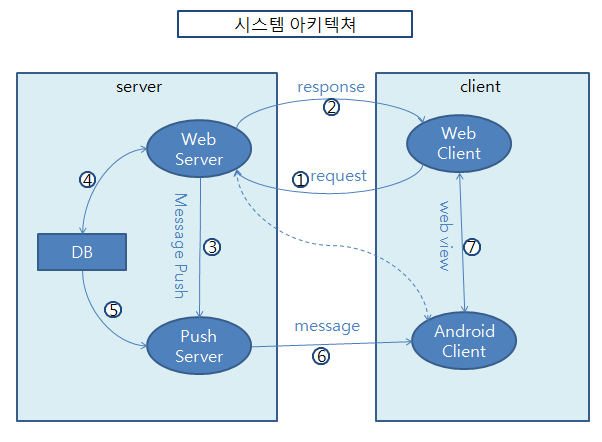 시스템 아키텍쳐
server
client
response
②
Web
Server
Web
Client
① request
④
Message Push
③
web view
⑦
DB
⑤
Push
Server
message
⑥
Android
Client